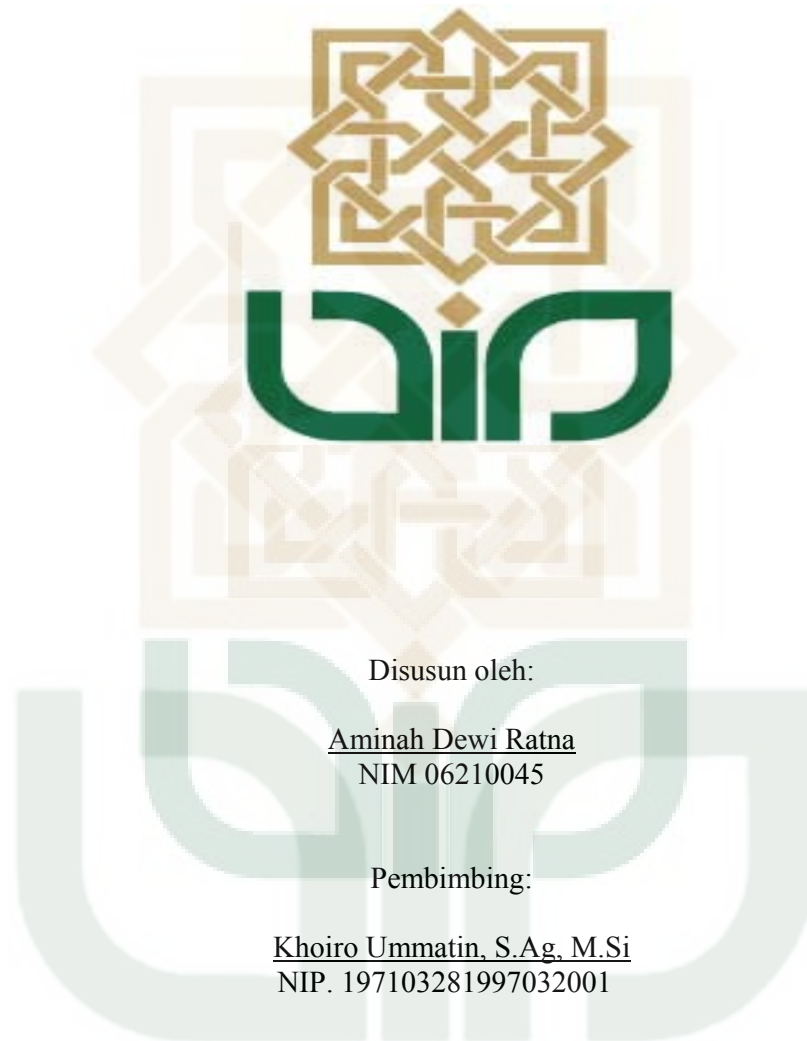 Disusun oleh:
Aminah Dewi Ratna
NIM 06210045
Pembimbing:
Khoiro Ummatin, S.Ag, M.Si
NIP. 197103281997032001